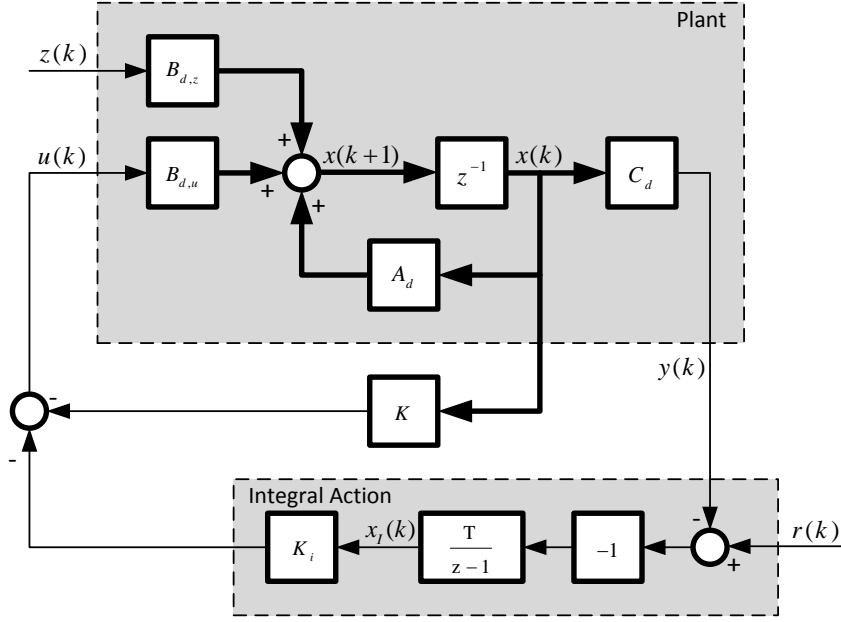 Plant
z(k)
B_{d,z}
+
u(k)
B_{d,u}
+
+
x(k+1)
z^{-1}
x(k)
C_d
A_d
y(k)
-
K
-
Integral Action
K_i
x_I(k)
T
z-1
-1
-
+
r(k)